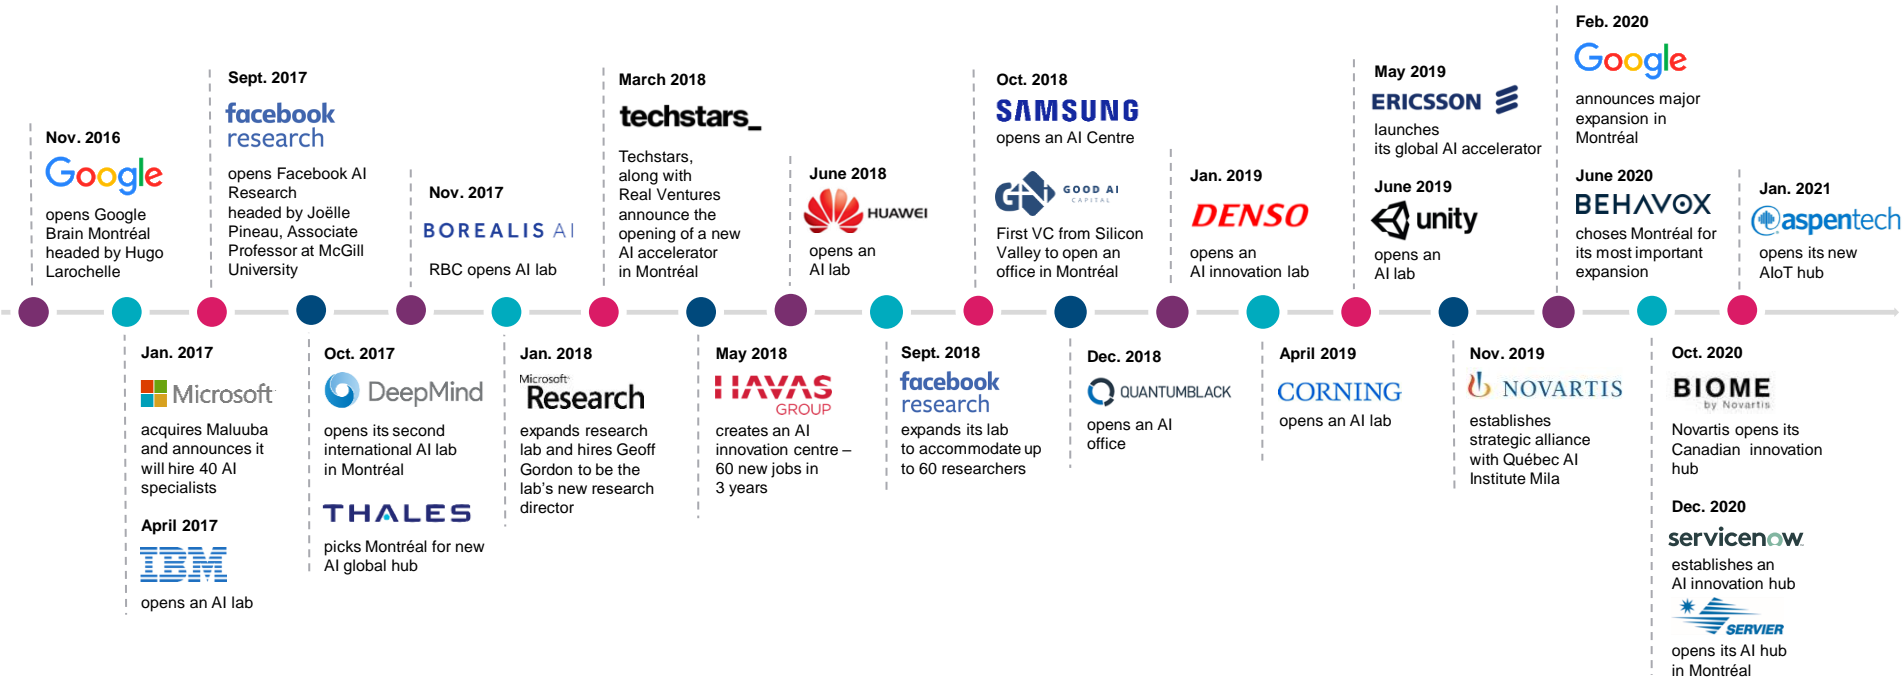 Nov. 2016
Google
opens Google
Brain Montréal
headed by Hugo
Larochelle
Jan. 2017
Microsoft
acquires Maluuba
and announces it
will hire 40 AI
specialists
April 2017
IBM
opens an AI lab
Sept. 2017
facebook
research
opens Facebook AI
Research
headed by Joëlle
Pineau, Associate
Professor at McGill
University
Oct. 2017
DeepMind
opens its second
international AI lab
in Montréal
THALES
picks Montréal for new
AI global hub
Nov. 2017
BOREALIS AI
RBC opens AI lab
Jan. 2018
Microsoft
Research
expands research
lab and hires Geoff
Gordon to be the
lab's new research
director
March 2018
techstars_
Techstars,
along with
Real Ventures
announce the
opening of a new
AI accelerator
in Montréal
May 2018
HAVAS
GROUP
creates an AI
innovation centre –
60 new jobs in
3 years
June 2018
HUAWEI
opens an
AI lab
Sept. 2018
facebook
research
expands its lab
to accommodate up
to 60 researchers
Oct. 2018
SAMSUNG
opens an AI Centre
GOOD AI
CAPITAL
First VC from Silicon
Valley to open an
office in Montréal
Dec. 2018
QUANTUMBLACK
opens an AI
office
Jan. 2019
DENSO
opens an
AI innovation lab
April 2019
CORNING
opens an AI lab
May 2019
ERICSSON
launches
its global AI accelerator
June 2019
unity
opens an
AI lab
Nov. 2019
NOVARTIS
establishes
strategic alliance
with Québec AI
Institute Mila
Feb. 2020
Google
announces major
expansion in
Montréal
June 2020
BEHAVOX
choses Montréal for
its most important
expansion
Oct. 2020
BIOME
by Novartis
Novartis opens its
Canadian innovation
hub
Dec. 2020
servicenow
establishes an
AI innovation hub
SERVIER
opens its AI hub
in Montréal
Jan. 2021
aspentech
opens its new
AIoT hub